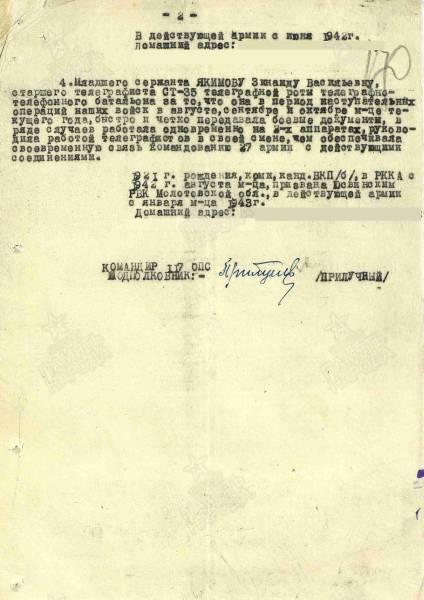 - 2 -
В действующей армии с июня 1942г.
Домашний адрес:
170
4. Младшего сержанта ЯКИМОВУ Зинаиду Васильевну,
старшего телеграфиста СТ-35 телеграфной роты телеграфно-
телефонного батальона за то, что она в период наступательных
операций наших войск в августе, сентябре и октябре м-це те-
кущего года, быстро и четко передавала боевые документы, в
ряде случаев работала одновременно на 2-х аппаратах, руково-
дила работой телеграфистов в своей смене, чем обеспечивала
своевременную связь Командованию 27 армии с действующими
соединениями.
1921 г. рождения, коми, канд. ВКП/б/, в РККА с
1942 г. августа м-ца, призвана Юсвинским
РВК Молотовской обл., в действующей армии
с января м-ца 1943г.
Домашний адрес:
КОМАНДИР 117 ОПС
ПОДПОЛКОВНИК:-
/ПРИЛУЧНЫЙ/